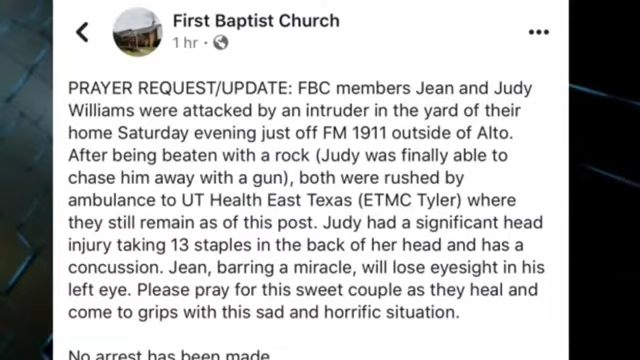 First Baptist Church
1 hr ·
PRAYER REQUEST/UPDATE: FBC members Jean and Judy
Williams were attacked by an intruder in the yard of their
home Saturday evening just off FM 1911 outside of Alto.
After being beaten with a rock (Judy was finally able to
chase him away with a gun), both were rushed by
ambulance to UT Health East Texas (ETMC Tyler) where
they still remain as of this post. Judy had a significant head
injury taking 13 staples in the back of her head and has a
concussion. Jean, barring a miracle, will lose eyesight in his
left eye. Please pray for this sweet couple as they heal and
come to grips with this sad and horrific situation.
No arrest has been made